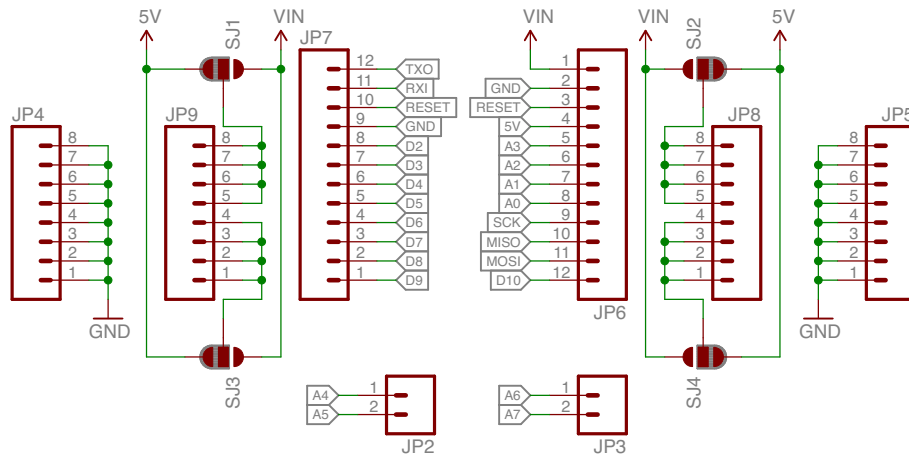 5V
SJ1
VIN
JP7
VIN
VIN
SJ2
5V
12 TXO
11 RXI
10 RESET
9 GND
8 D2
7 D3
6 D4
5 D5
4 D6
3 D7
2 D8
1 D9
1
GND 2
RESET 3
5V 4
A3 5
A2 6
A1 7
A0 8
SCK 9
MISO 10
MOSI 11
D10 12
JP6
JP4
8
7
6
5
4
3
2
1
GND
JP9
8
7
6
5
4
3
2
1
SJ3
JP8
8
7
6
5
4
3
2
1
SJ4
JP5
8
7
6
5
4
3
2
1
GND
A4 1
A5 2
JP2
A6 1
A7 2
JP3